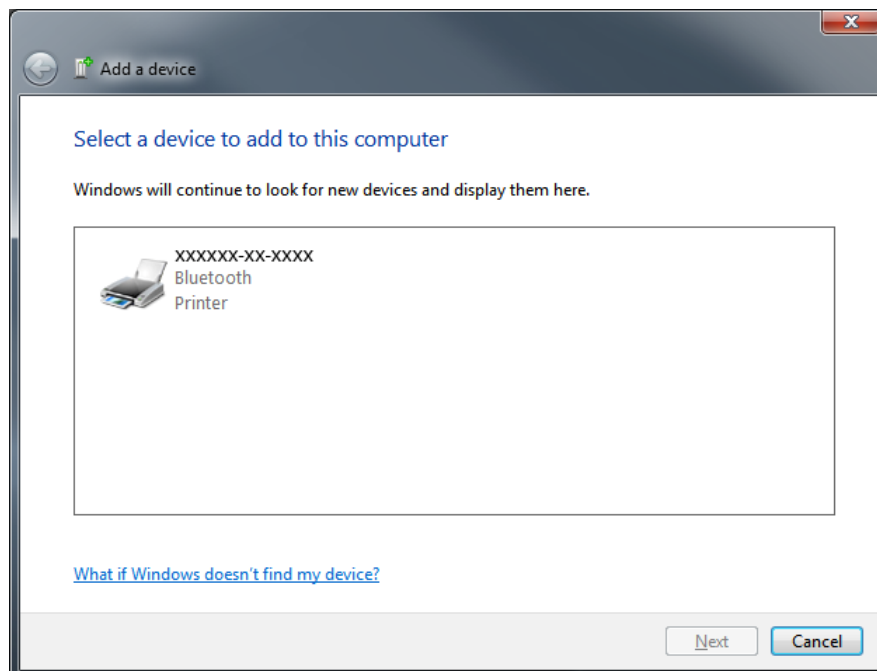 Add a device
Select a device to add to this computer
Windows will continue to look for new devices and display them here.
XXXXXX-XX-XXXX
Bluetooth
Printer
What if Windows doesn't find my device?
Next
Cancel